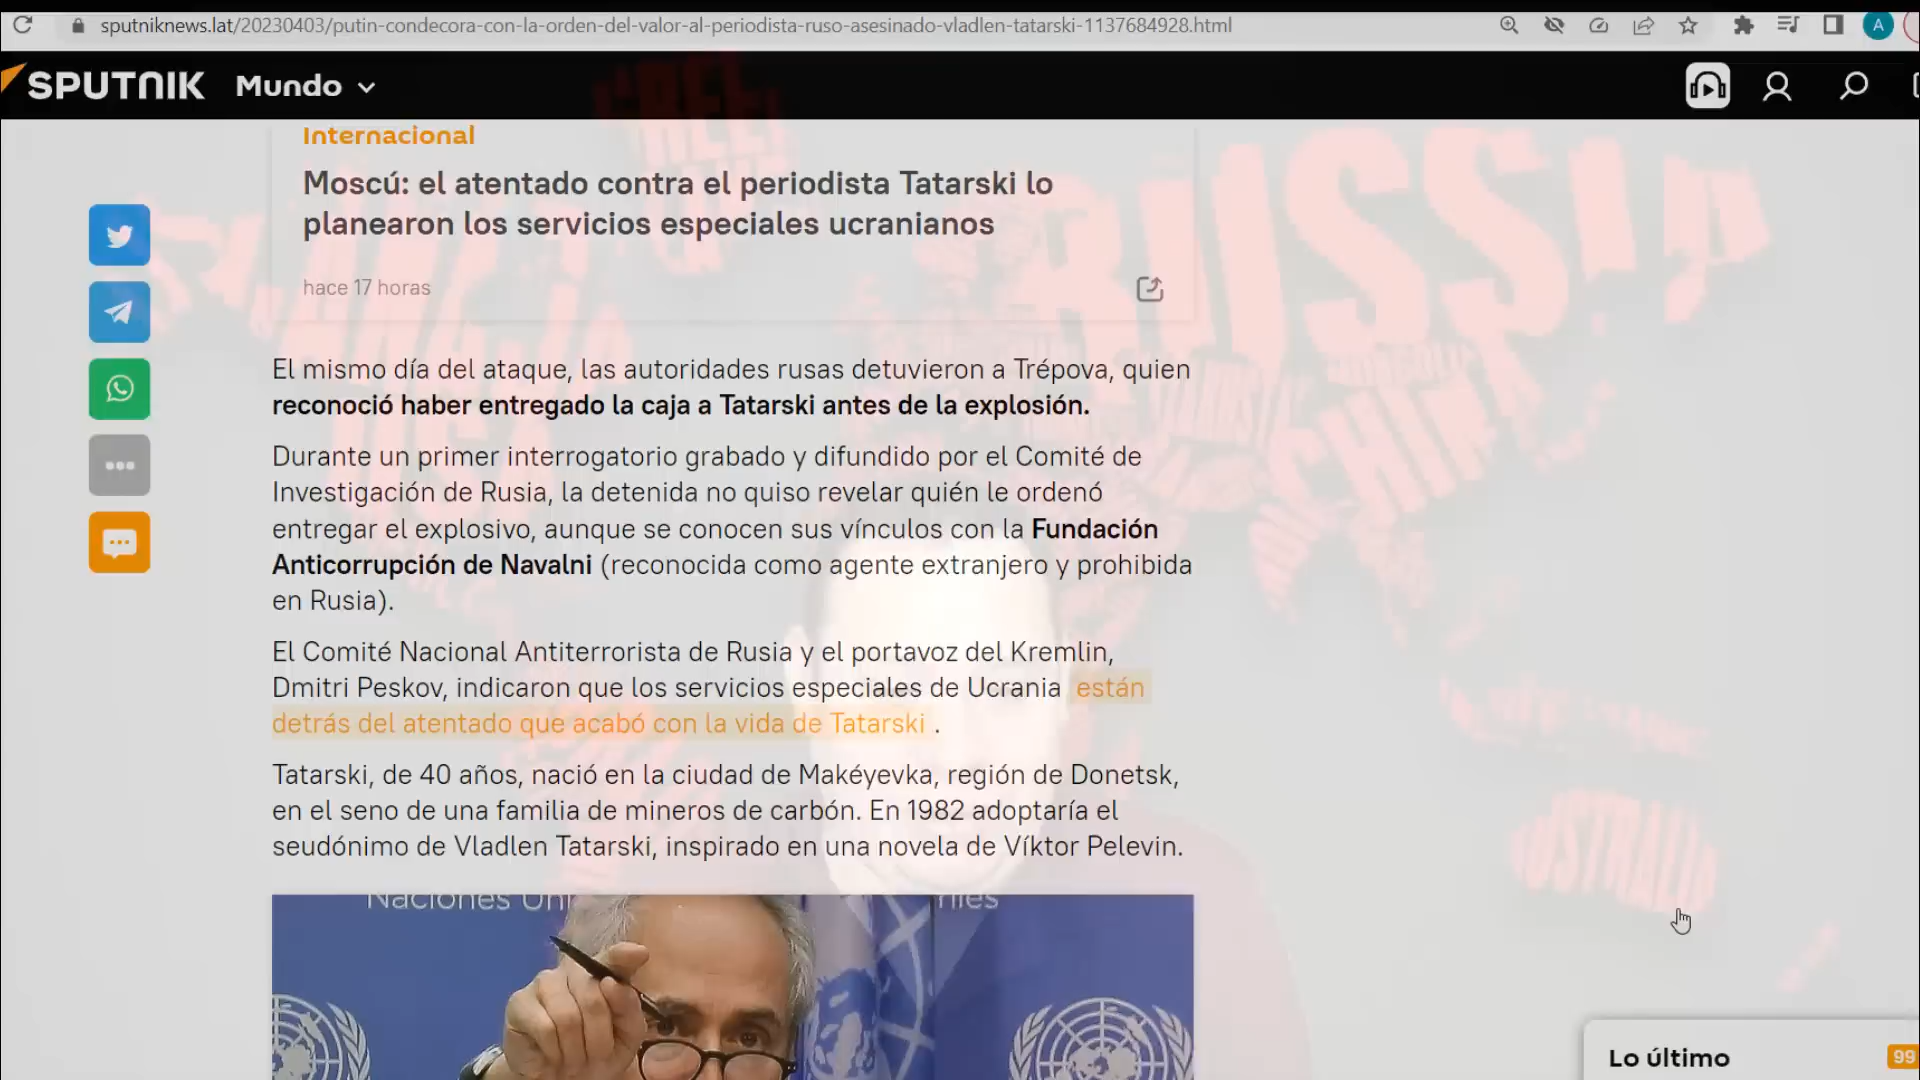 sputniknews.lat/20230403/putin-condecora-con-la-orden-del-valor-al-periodista-ruso-asesinado-vladlen-tatarski-1137684928.html
A
SPUTNIK
Mundo
Internacional
Moscú: el atentado contra el periodista Tatarski lo
planearon los servicios especiales ucranianos
hace 17 horas
El mismo día del ataque, las autoridades rusas detuvieron a Trépova, quien
reconoció haber entregado la caja a Tatarski antes de la explosión.
Durante un primer interrogatorio grabado y difundido por el Comité de
Investigación de Rusia, la detenida no quiso revelar quién le ordenó
entregar el explosivo, aunque se conocen sus vínculos con la Fundación
Anticorrupción de Navalni (reconocida como agente extranjero y prohibida
en Rusia).
El Comité Nacional Antiterrorista de Rusia y el portavoz del Kremlin,
Dmitri Peskov, indicaron que los servicios especiales de Ucrania están
detrás del atentado que acabó con la vida de Tatarski .
Tatarski, de 40 años, nació en la ciudad de Makéyevka, región de Donetsk,
en el seno de una familia de mineros de carbón. En 1982 adoptaría el
seudónimo de Vladlen Tatarski, inspirado en una novela de Víktor Pelevin.
Naciones Uni
RUSSIA
CHINA
Lo último
99